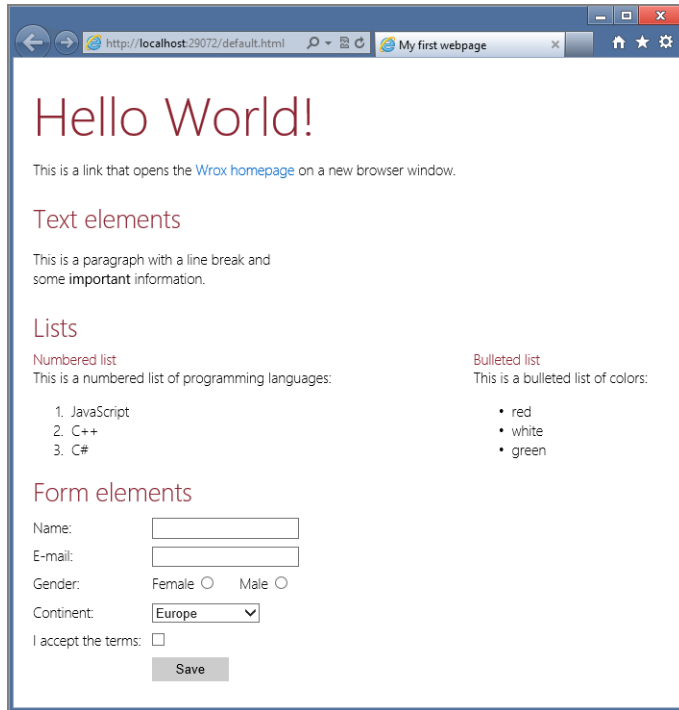 http://localhost:29072/default.html
My first webpage
Hello World!
This is a link that opens the Wrox homepage on a new browser window.
Text elements
This is a paragraph with a line break and
some important information.
Lists
Numbered list
This is a numbered list of programming languages:
1. JavaScript
2. C++
3. C#
Bulleted list
This is a bulleted list of colors:
• red
• white
• green
Form elements
Name:
E-mail:
Gender: Female Male
Continent: Europe
I accept the terms:
Save